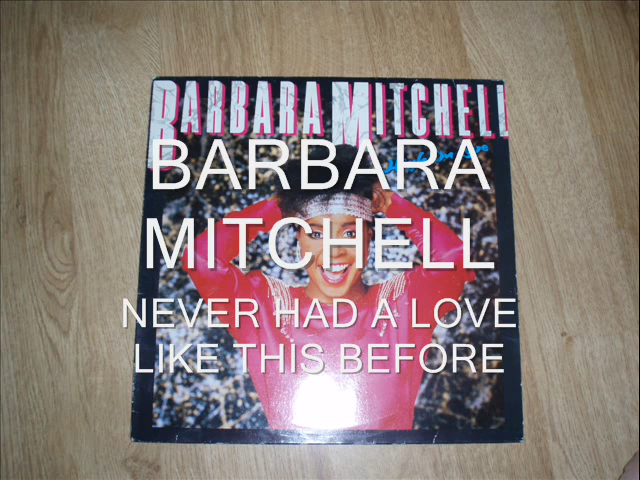 BARBARA MITCHELL
BARBARA
MITCHELL
NEVER HAD A LOVE
LIKE THIS BEFORE